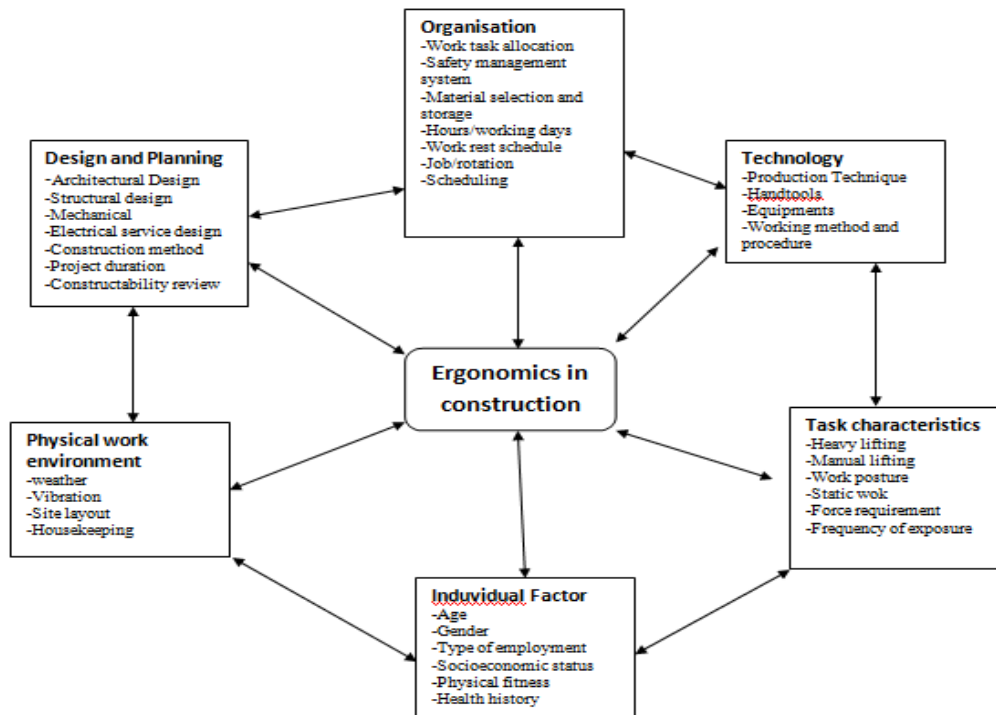 Organisation
-Work task allocation
-Safety management
system
-Material selection and
storage
-Hours/working days
-Work rest schedule
-Job/rotation
-Scheduling
Design and Planning
-Architectural Design
-Structural design
-Mechanical
-Electrical service design
-Construction method
-Project duration
-Constructability review
Technology
-Production Technique
-Handtools
-Equipments
-Working method and
procedure
Ergonomics in
construction
Physical work
environment
-weather
-Vibration
-Site layout
-Housekeeping
Task characteristics
-Heavy lifting
-Manual lifting
-Work posture
-Static wok
-Force requirement
-Frequency of exposure
Induvidual Factor
-Age
-Gender
-Type of employment
-Socioeconomic status
-Physical fitness
-Health history